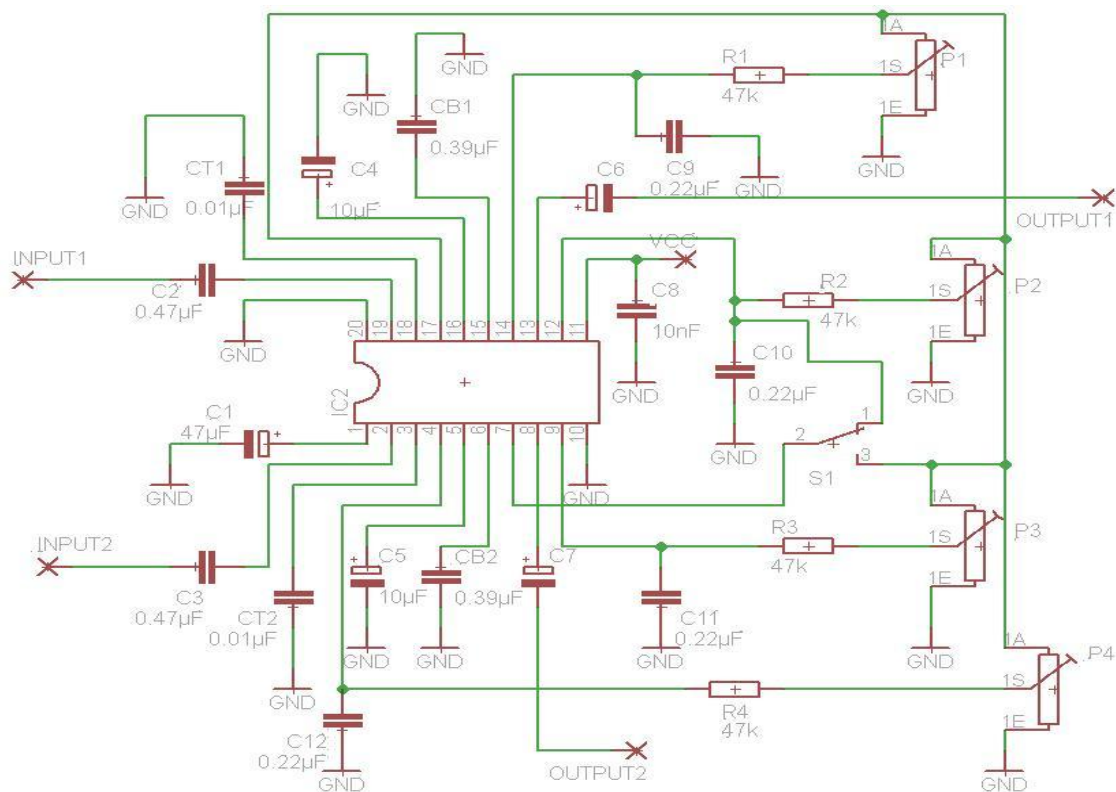 1A
P1
R1
1S
47k
1E
GND
GND
GND
CB1
0.39µF
C4
10µF
C9
0.22µF
GND
CT1
0.01µF
GND
C6
OUTPUT1
INPUT1
C2
0.47µF
VCC
1A
P2
R2
1S
47k
1E
GND
C8
10nF
GND
GND
20 19 18 17 16 15 14 13 12 11
C10
0.22µF
GND
IC2
1 2 3 4 5 6 7 8 9 10
C1
47µF
GND
GND
1
2
3
S1
1A
P3
R3
1S
47k
1E
GND
INPUT2
C3
0.47µF
CT2
0.01µF
GND
C5
10µF
GND
CB2
0.39µF
GND
C7
C11
0.22µF
GND
1A
P4
R4
1S
47k
1E
GND
C12
0.22µF
GND
OUTPUT2